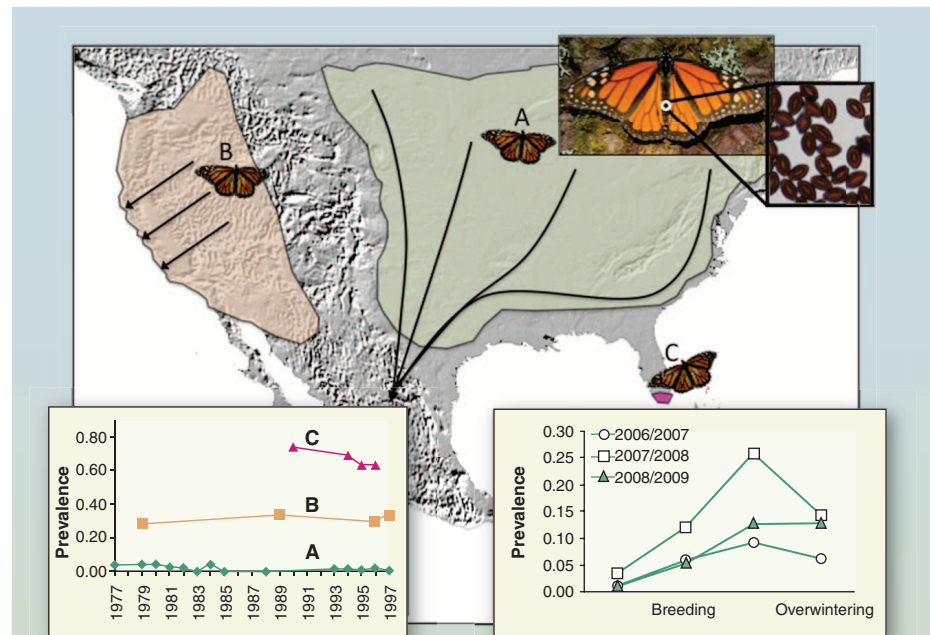 A
B
C
0.80
0.60
0.40
0.20
0.00
Prevalence
C
B
A
1977
1979
1981
1983
1985
1987
1989
1991
1993
1995
1997
0.30
0.25
0.20
0.15
0.10
0.05
0.00
Prevalence
2006/2007
2007/2008
2008/2009
Breeding
Overwintering